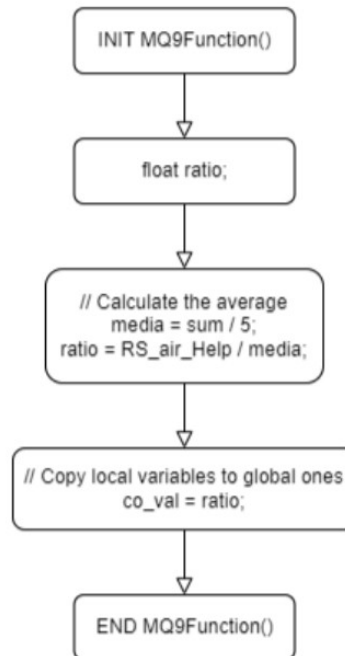 INIT MQ9Function()
float ratio;
// Calculate the average
media = sum / 5;
ratio = RS_air_Help / media;
// Copy local variables to global ones
co_val = ratio;
END MQ9Function()